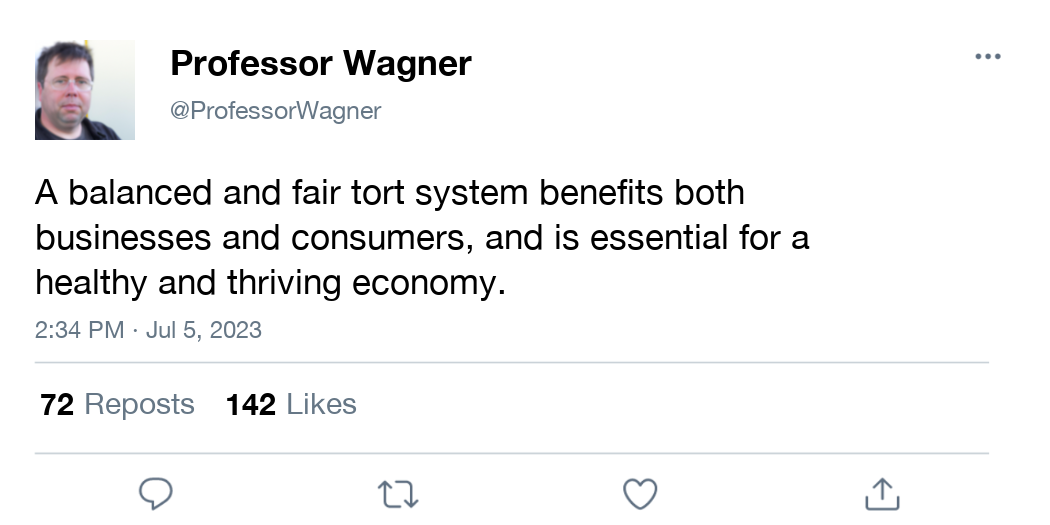 Professor Wagner
@ProfessorWagner
A balanced and fair tort system benefits both
businesses and consumers, and is essential for a
healthy and thriving economy.
2:34 PM · Jul 5, 2023
72 Reposts 142 Likes